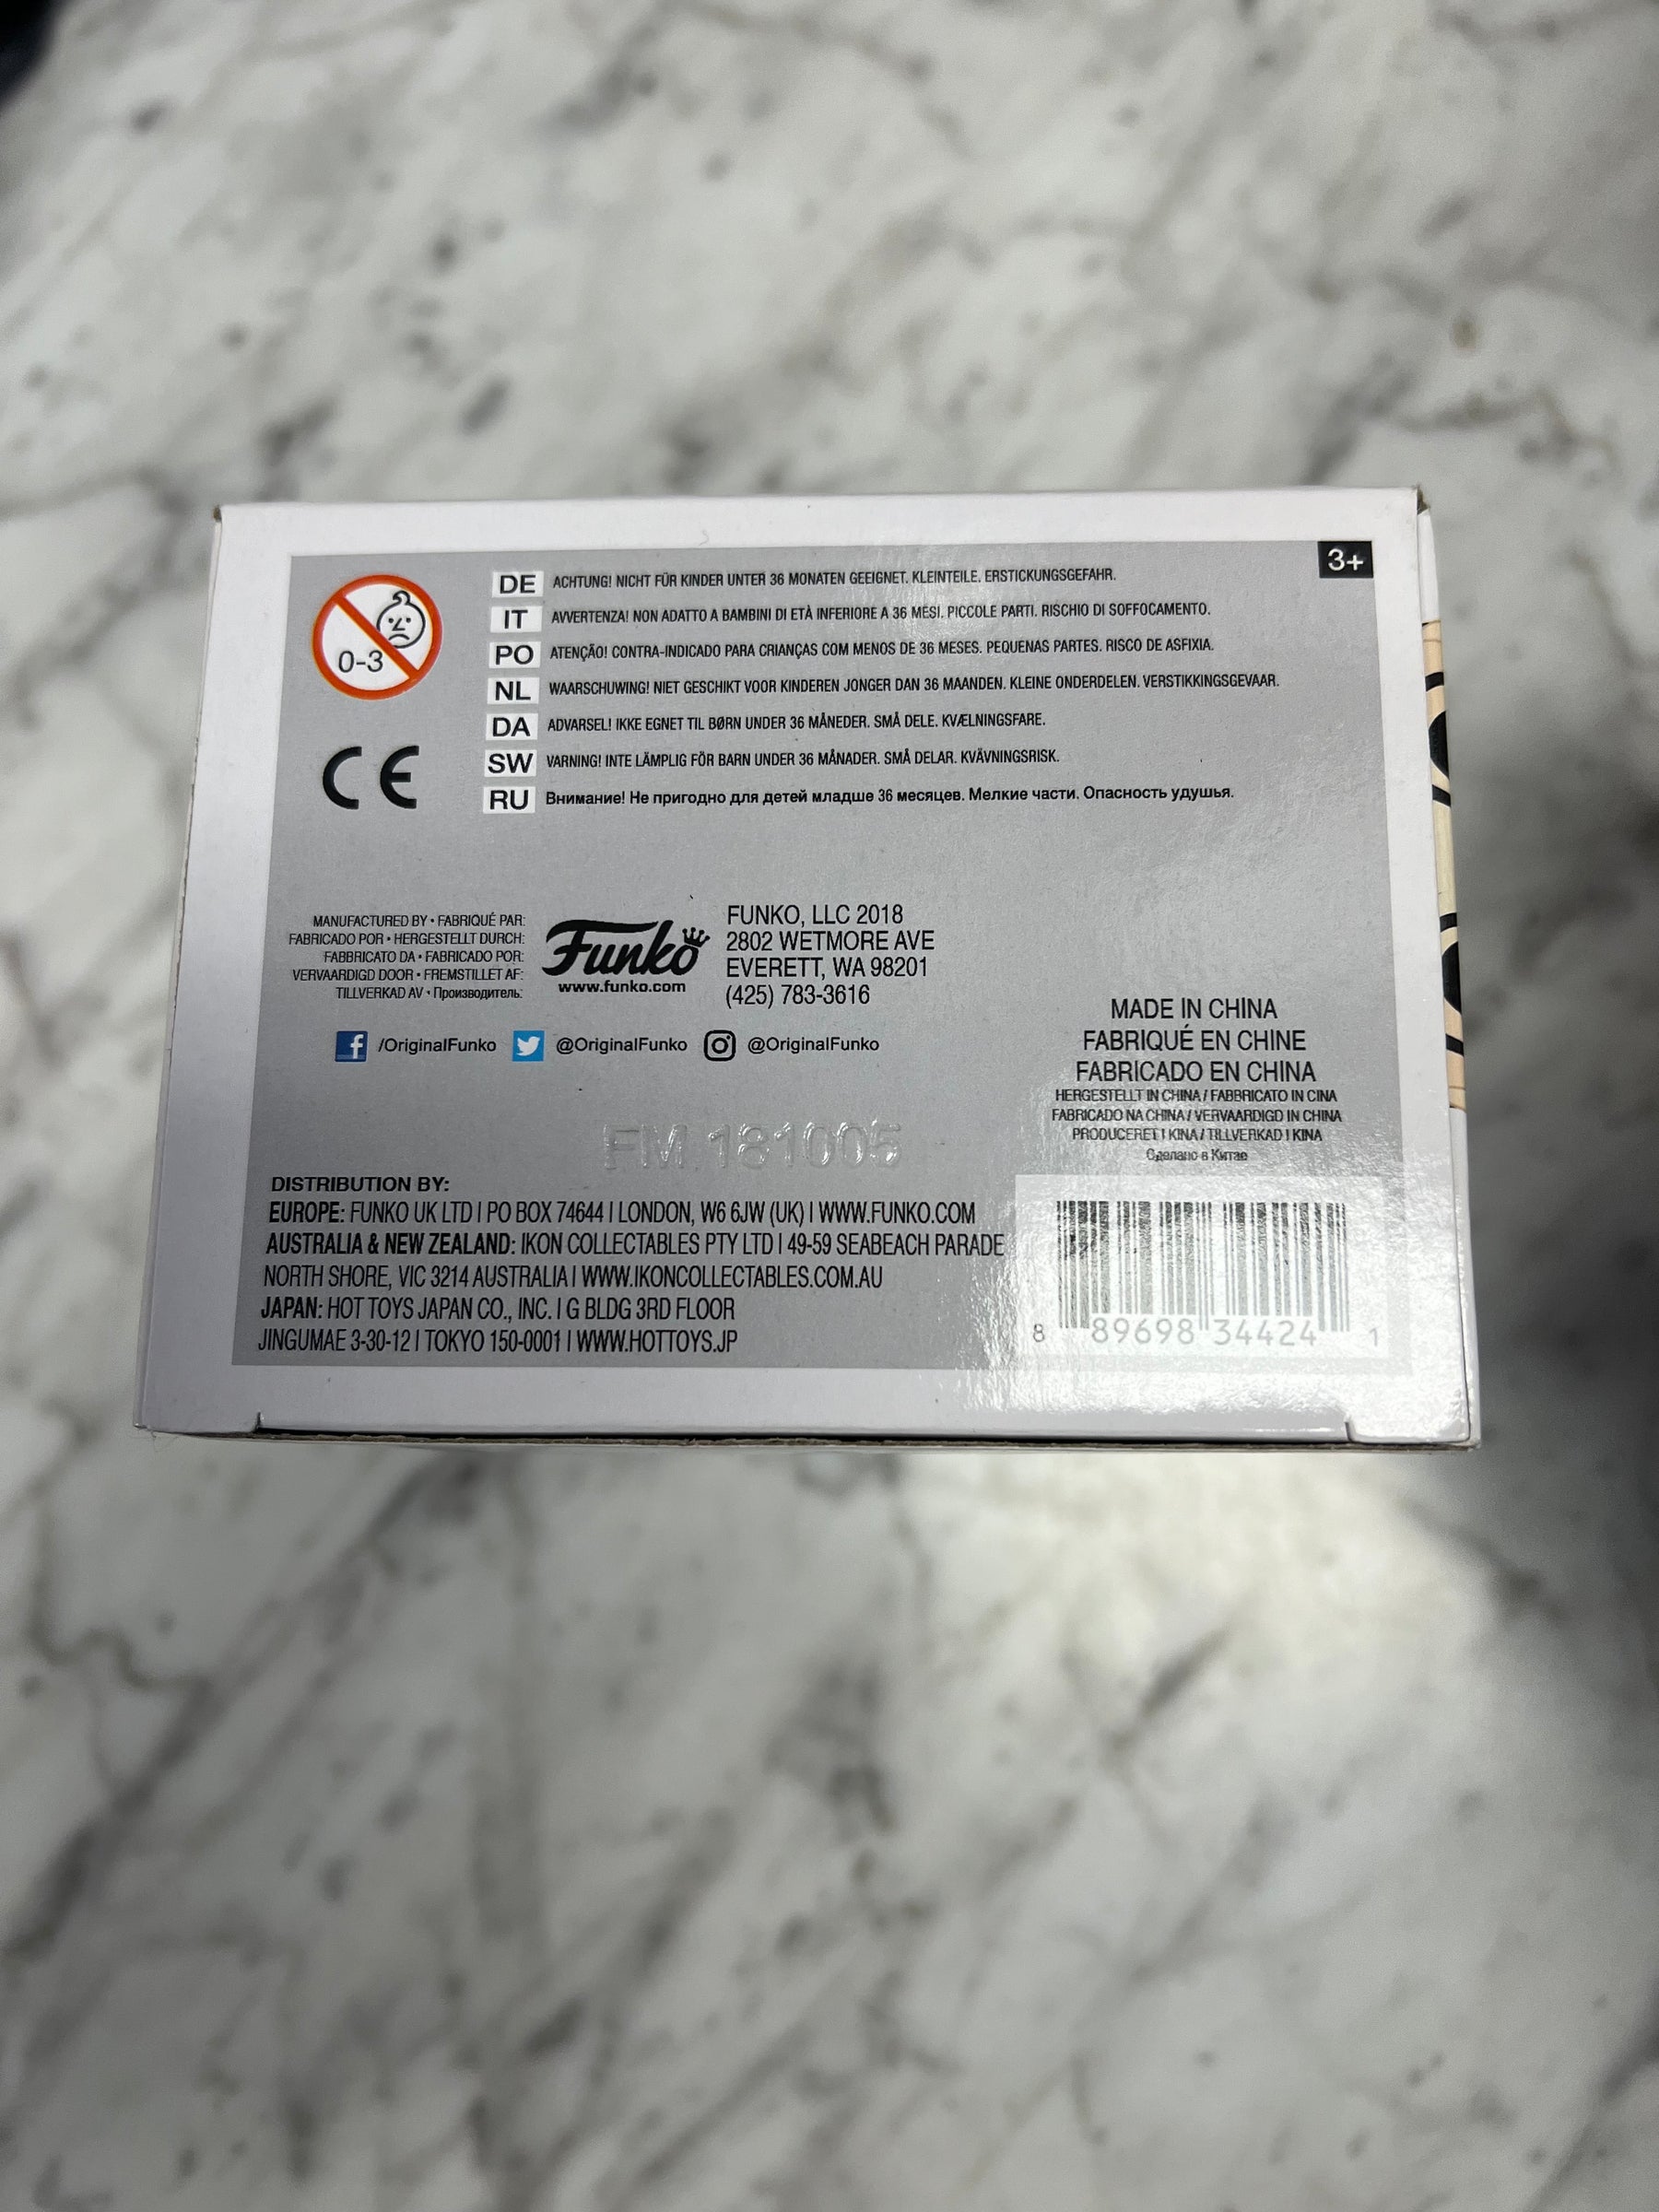 3+
0-3
DE ACHTUNG! NICHT FÜR KINDER UNTER 36 MONATEN GEEIGNET. KLEINTEILE. ERSTICKUNGSGEFAHR.
IT AVVERTENZA! NON ADATTO A BAMBINI DI ETÀ INFERIORE A 36 MESI. PICCOLE PARTI. RISCHIO DI SOFFOCAMENTO.
PO ATENÇÃO! CONTRA-INDICADO PARA CRIANÇAS COM MENOS DE 36 MESES. PEQUENAS PARTES. RISCO DE ASFIXIA.
NL WAARSCHUWING! NIET GESCHIKT VOOR KINDEREN JONGER DAN 36 MAANDEN. KLEINE ONDERDELEN. VERSTIKKINGSGEVAAR.
DA ADVARSEL! IKKE EGNET TIL BØRN UNDER 36 MÅNEDER. SMÅ DELE. KVÆLNINGSFARE.
SW VARNING! INTE LÄMPLIG FÖR BARN UNDER 36 MÅNADER. SMÅ DELAR. KVÄVNINGSRISK.
RU Внимание! Не пригодно для детей младше 36 месяцев. Мелкие части. Опасность удушья.
CE
MANUFACTURED BY • FABRIQUÉ PAR:
FABRICADO POR • HERGESTELLT DURCH:
FABBRICATO DA • FABRICADO POR:
VERVAARDIGD DOOR • FREMSTILLET AF:
TILLVERKAD AV • Производитель:
Funko
www.funko.com
FUNKO, LLC 2018
2802 WETMORE AVE
EVERETT, WA 98201
(425) 783-3616
/OriginalFunko @OriginalFunko @OriginalFunko
MADE IN CHINA
FABRIQUÉ EN CHINE
FABRICADO EN CHINA
HERGESTELLT IN CHINA / FABBRICATO IN CINA
FABRICADO NA CHINA / VERVAARDIGD IN CHINA
PRODUCERET I KINA / TILLVERKAD I KINA
Сделано в Китае
FM.181005
DISTRIBUTION BY:
EUROPE: FUNKO UK LTD | PO BOX 74644 | LONDON, W6 6JW (UK) | WWW.FUNKO.COM
AUSTRALIA & NEW ZEALAND: IKON COLLECTABLES PTY LTD | 49-59 SEABEACH PARADE
NORTH SHORE, VIC 3214 AUSTRALIA | WWW.IKONCOLLECTABLES.COM.AU
JAPAN: HOT TOYS JAPAN CO., INC. | G BLDG 3RD FLOOR
JINGUMAE 3-30-12 | TOKYO 150-0001 | WWW.HOTTOYS.JP
8 89698 34424 1